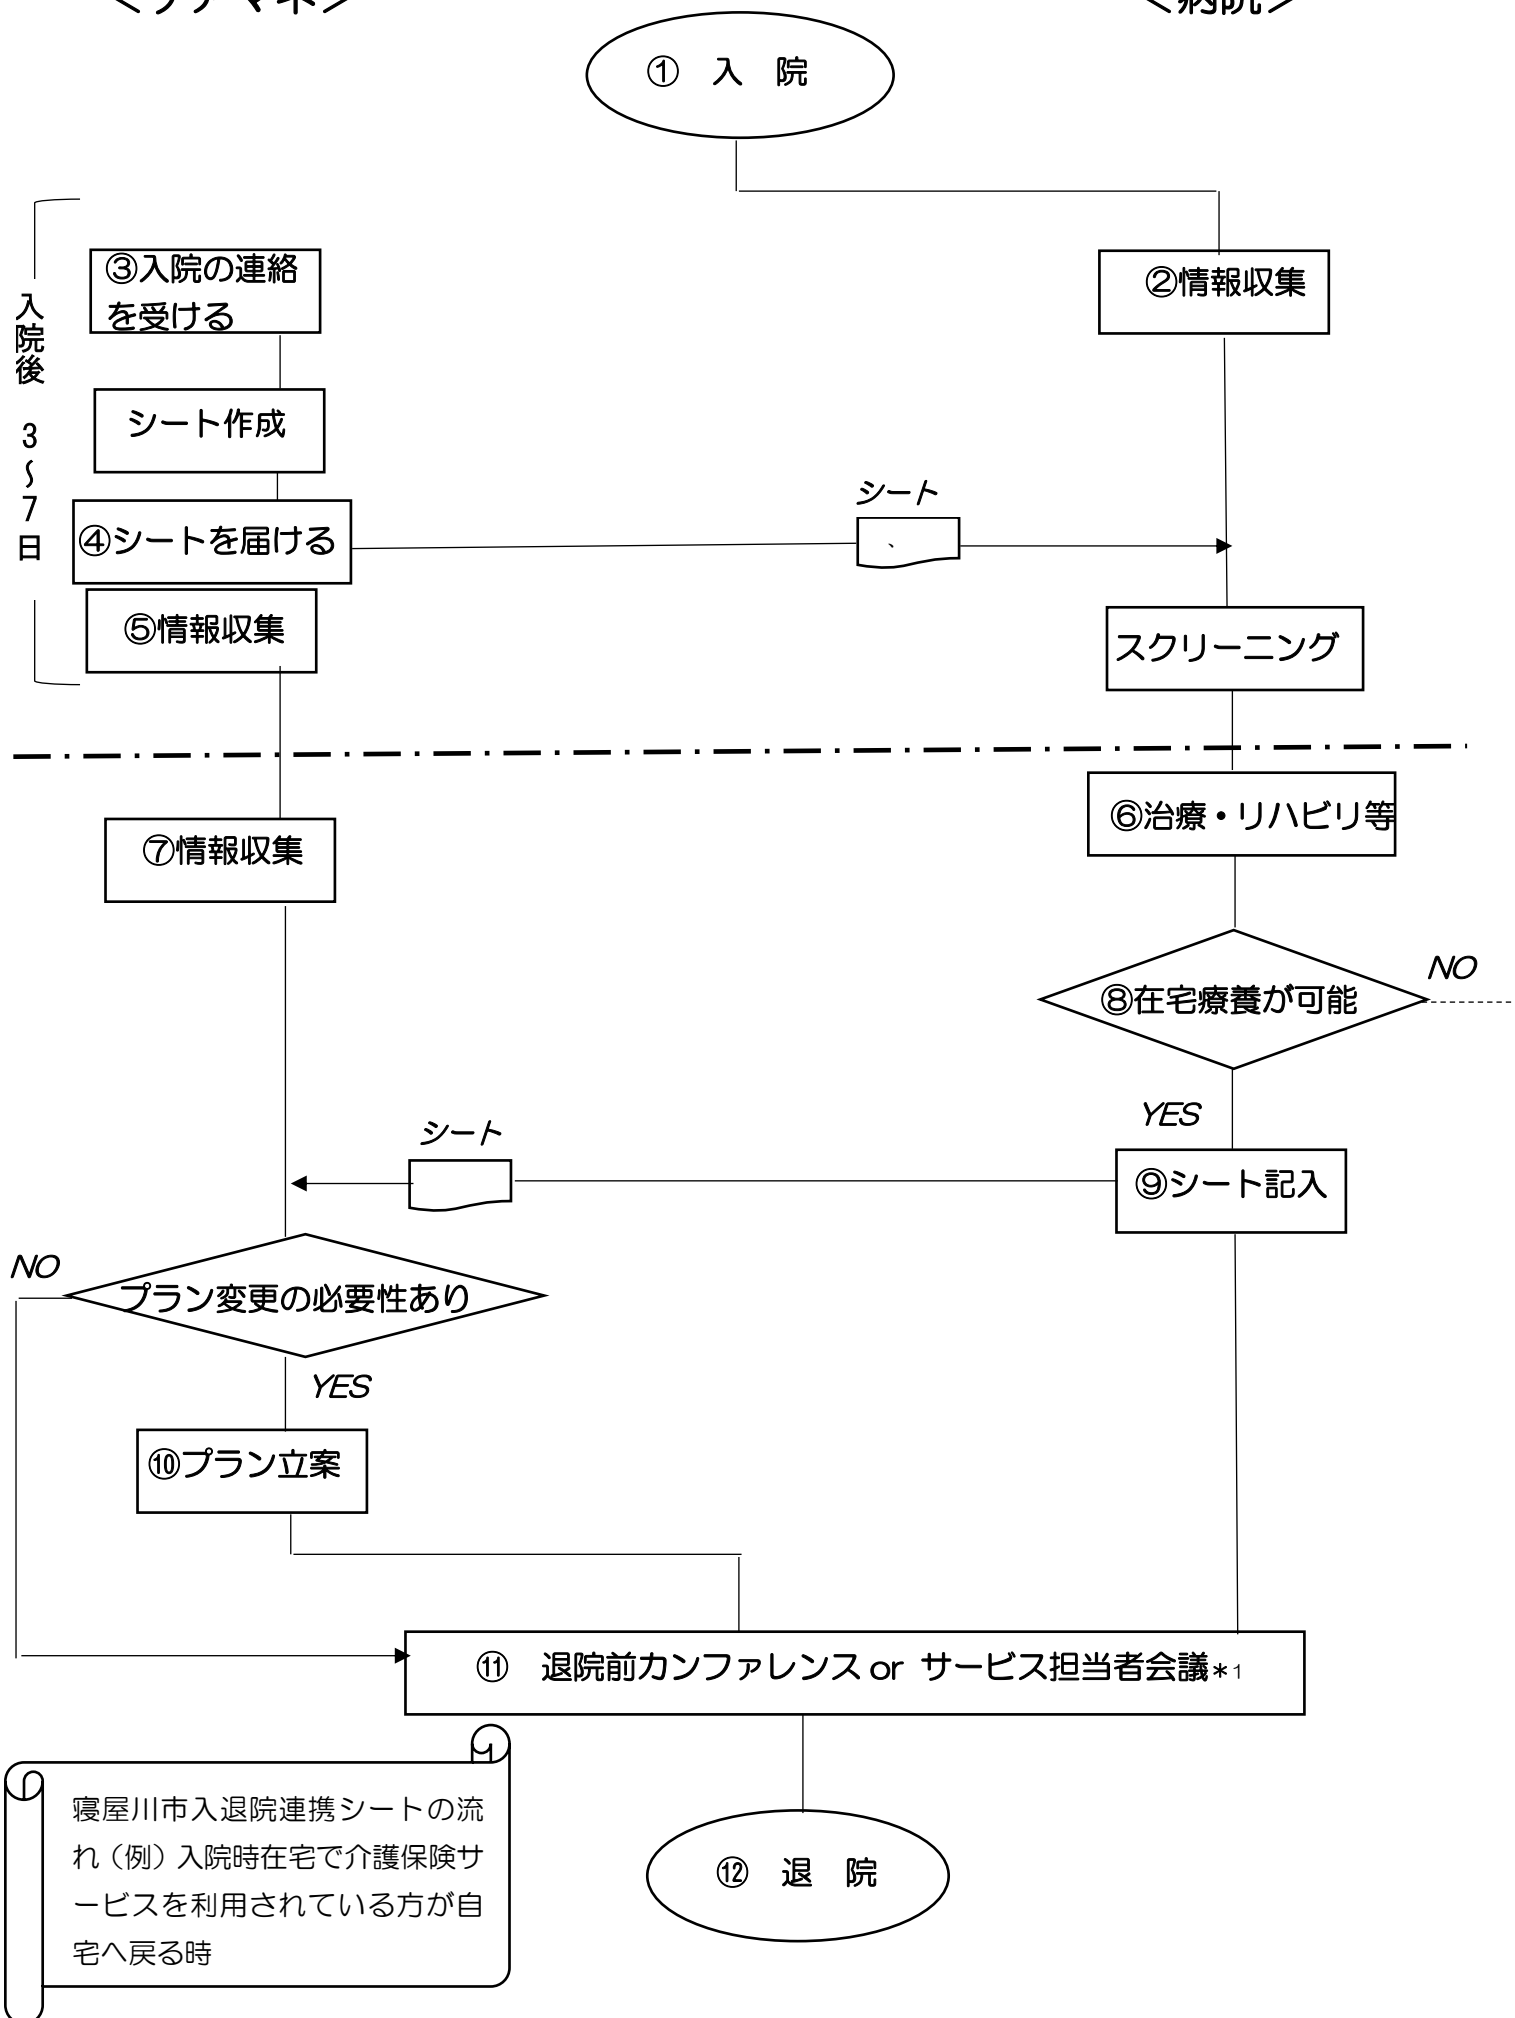 ＜ケアマネ＞
＜病院＞
① 入 院
③入院の連絡
を受ける
②情報収集
入院後 3～7日
シート作成
シート
④シートを届ける
、
⑤情報収集
スクリーニング
⑥治療・リハビリ等
⑦情報収集
NO
⑧在宅療養が可能
YES
シート
⑨シート記入
NO
プラン変更の必要性あり
YES
⑩プラン立案
⑪ 退院前カンファレンス or サービス担当者会議＊1
寝屋川市入退院連携シートの流
れ（例）入院時在宅で介護保険サ
ービスを利用されている方が自
宅へ戻る時
⑫ 退 院